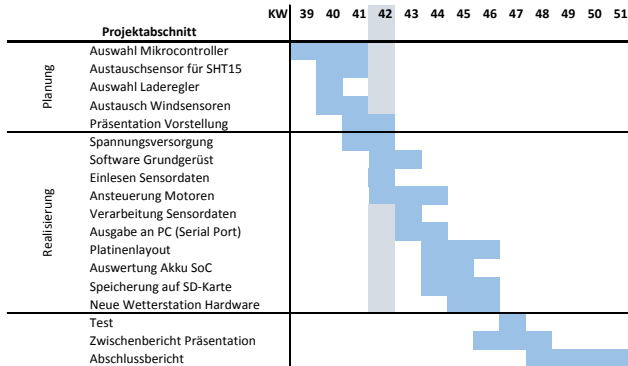 KW 39 40 41 42 43 44 45 46 47 48 49 50 51
Projektabschnitt
Planung
Auswahl Mikrocontroller
Austauschsensor für SHT15
Auswahl Laderegler
Austausch Windsensoren
Präsentation Vorstellung
Realisierung
Spannungsversorgung
Software Grundgerüst
Einlesen Sensordaten
Ansteuerung Motoren
Verarbeitung Sensordaten
Ausgabe an PC (Serial Port)
Platinenlayout
Auswertung Akku SoC
Speicherung auf SD-Karte
Neue Wetterstation Hardware
Test
Zwischenbericht Präsentation
Abschlussbericht